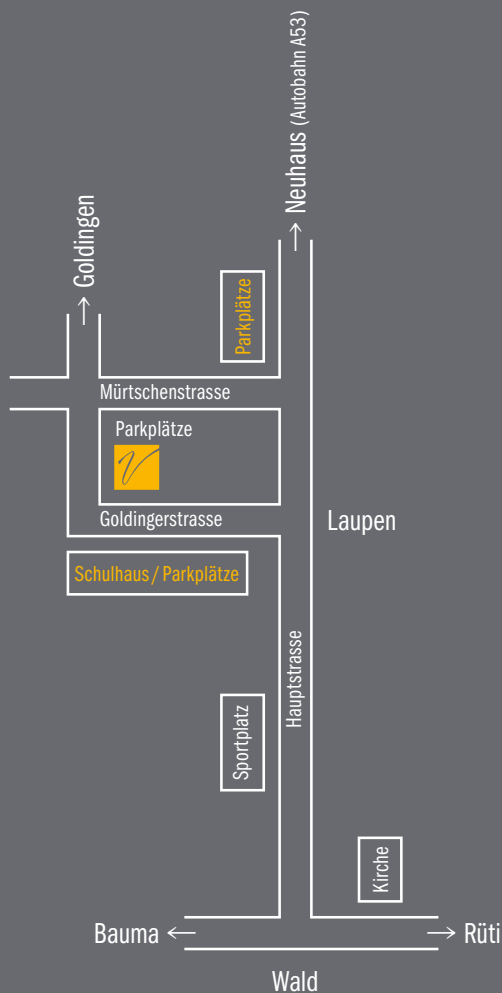 Neuhaus (Autobahn A53)
Goldingen
Parkplätze
Mürtschenstrasse
Parkplätze
V
Goldingerstrasse
Laupen
Schulhaus / Parkplätze
Hauptstrasse
Sportplatz
Kirche
Bauma
Rüti
Wald